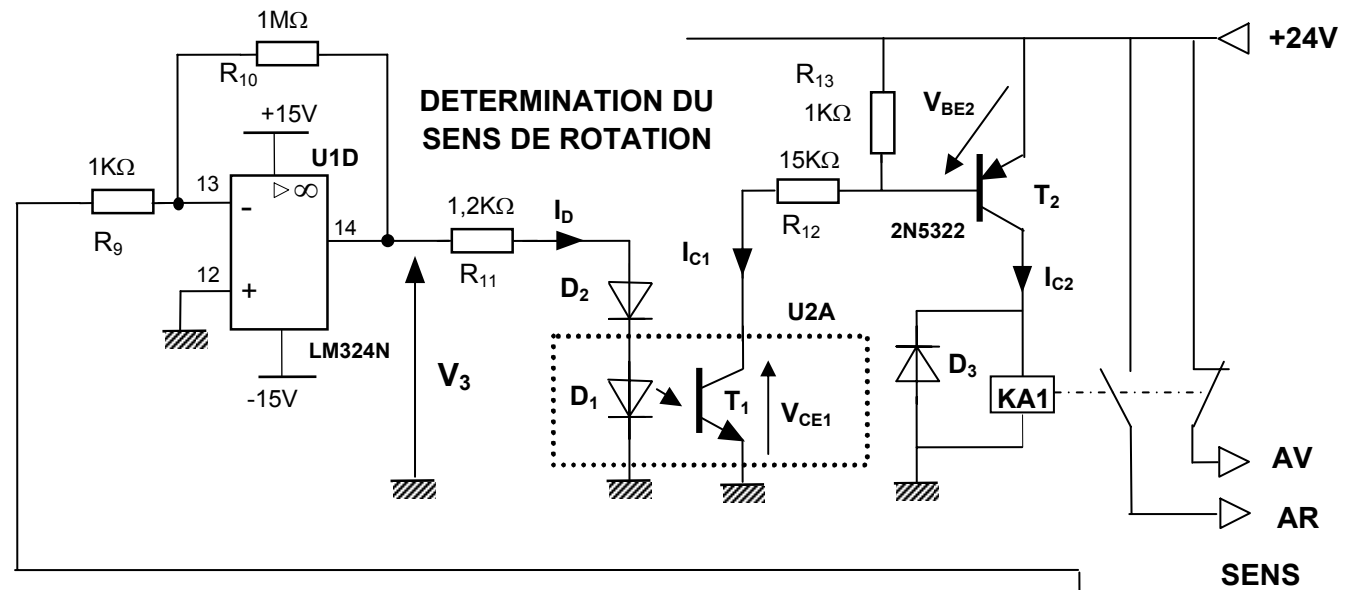 1MΩ
R10
+15V
U1D
1KΩ
13
▷∞
-
14
12
+
R9
LM324N
-15V
DETERMINATION DU
SENS DE ROTATION
1,2KΩ
R11
ID
V3
D2
D1
T1
U2A
VCE1
IC1
15KΩ
R12
R13
1KΩ
VBE2
2N5322
T2
IC2
D3
KA1
+24V
AV
AR
SENS